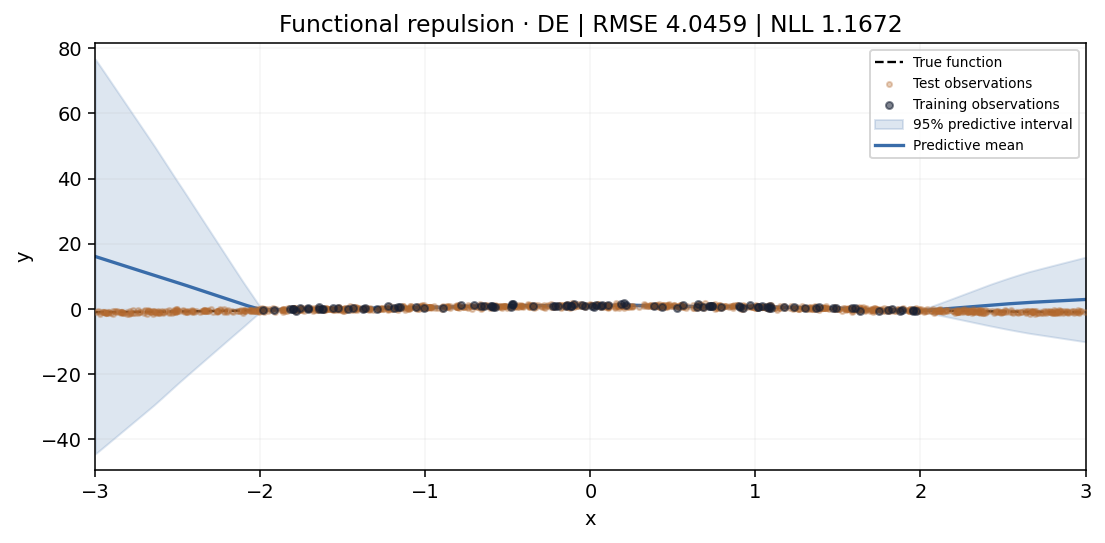 Functional repulsion · DE | RMSE 4.0459 | NLL 1.1672
True function
Test observations
Training observations
95% predictive interval
Predictive mean
y
80
60
40
20
0
−20
−40
−3
−2
−1
0
1
2
3
x